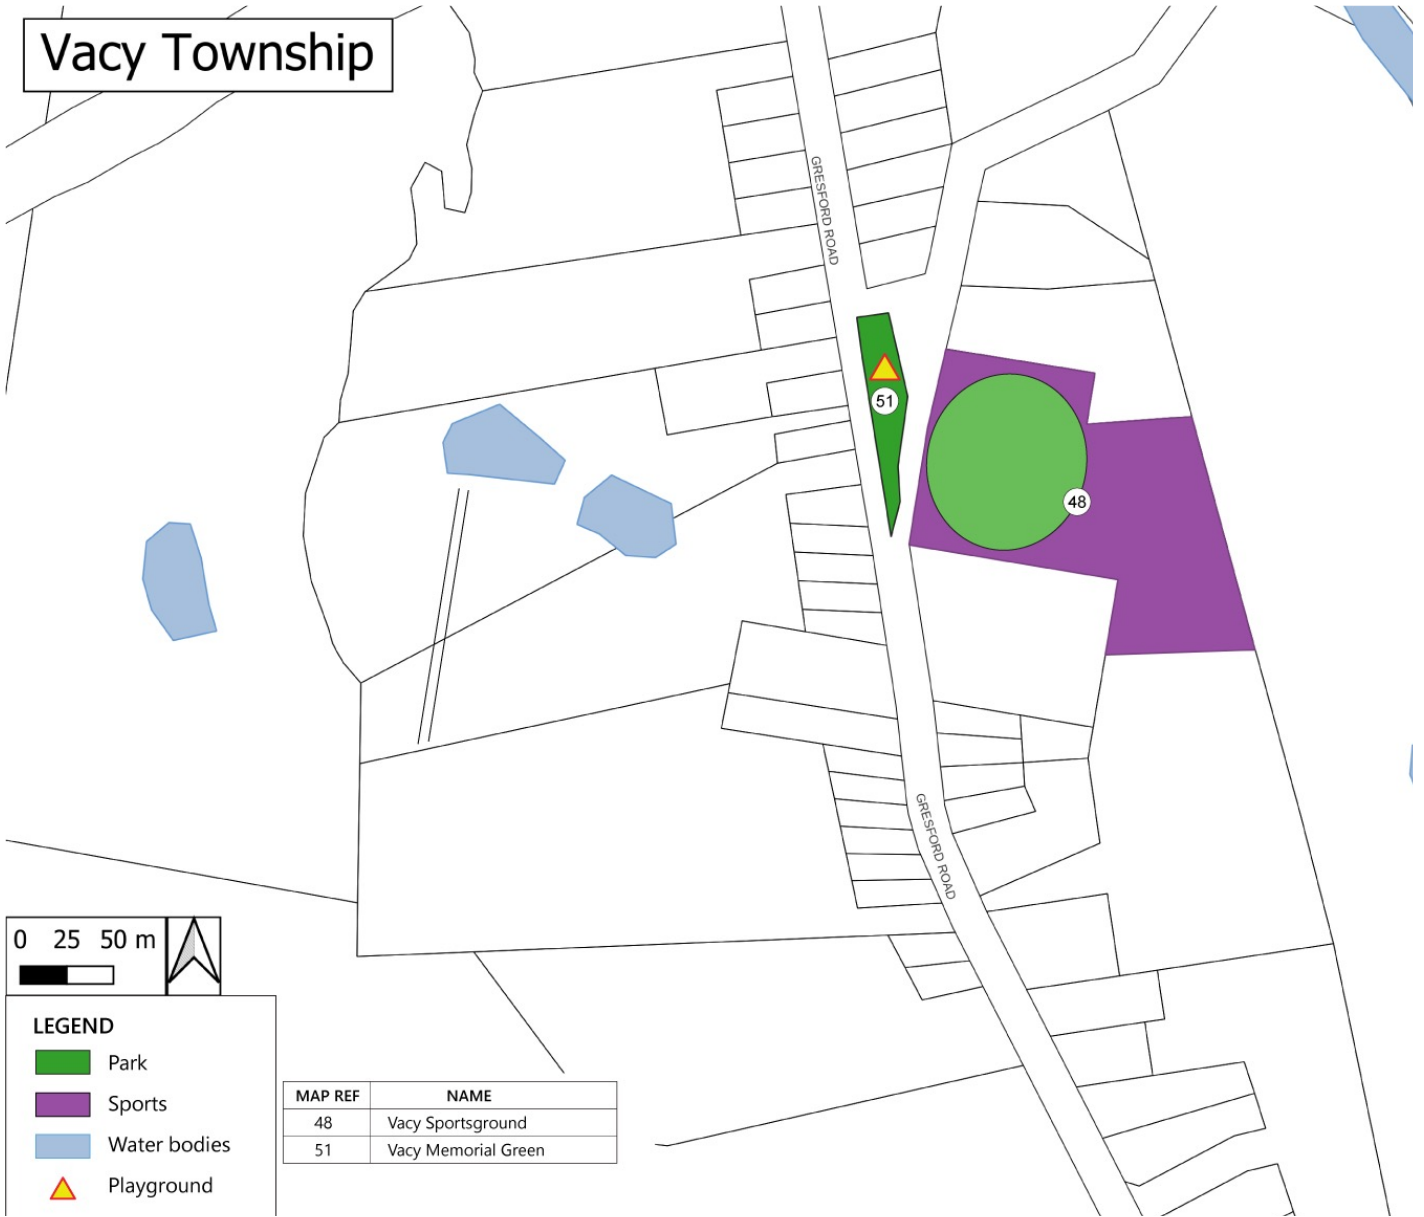 Vacy Township
GRESFORD ROAD
51
48
GRESFORD ROAD
0 25 50 m
LEGEND
Park
Sports
Water bodies
Playground
MAP REF NAME
48 Vacy Sportsground
51 Vacy Memorial Green